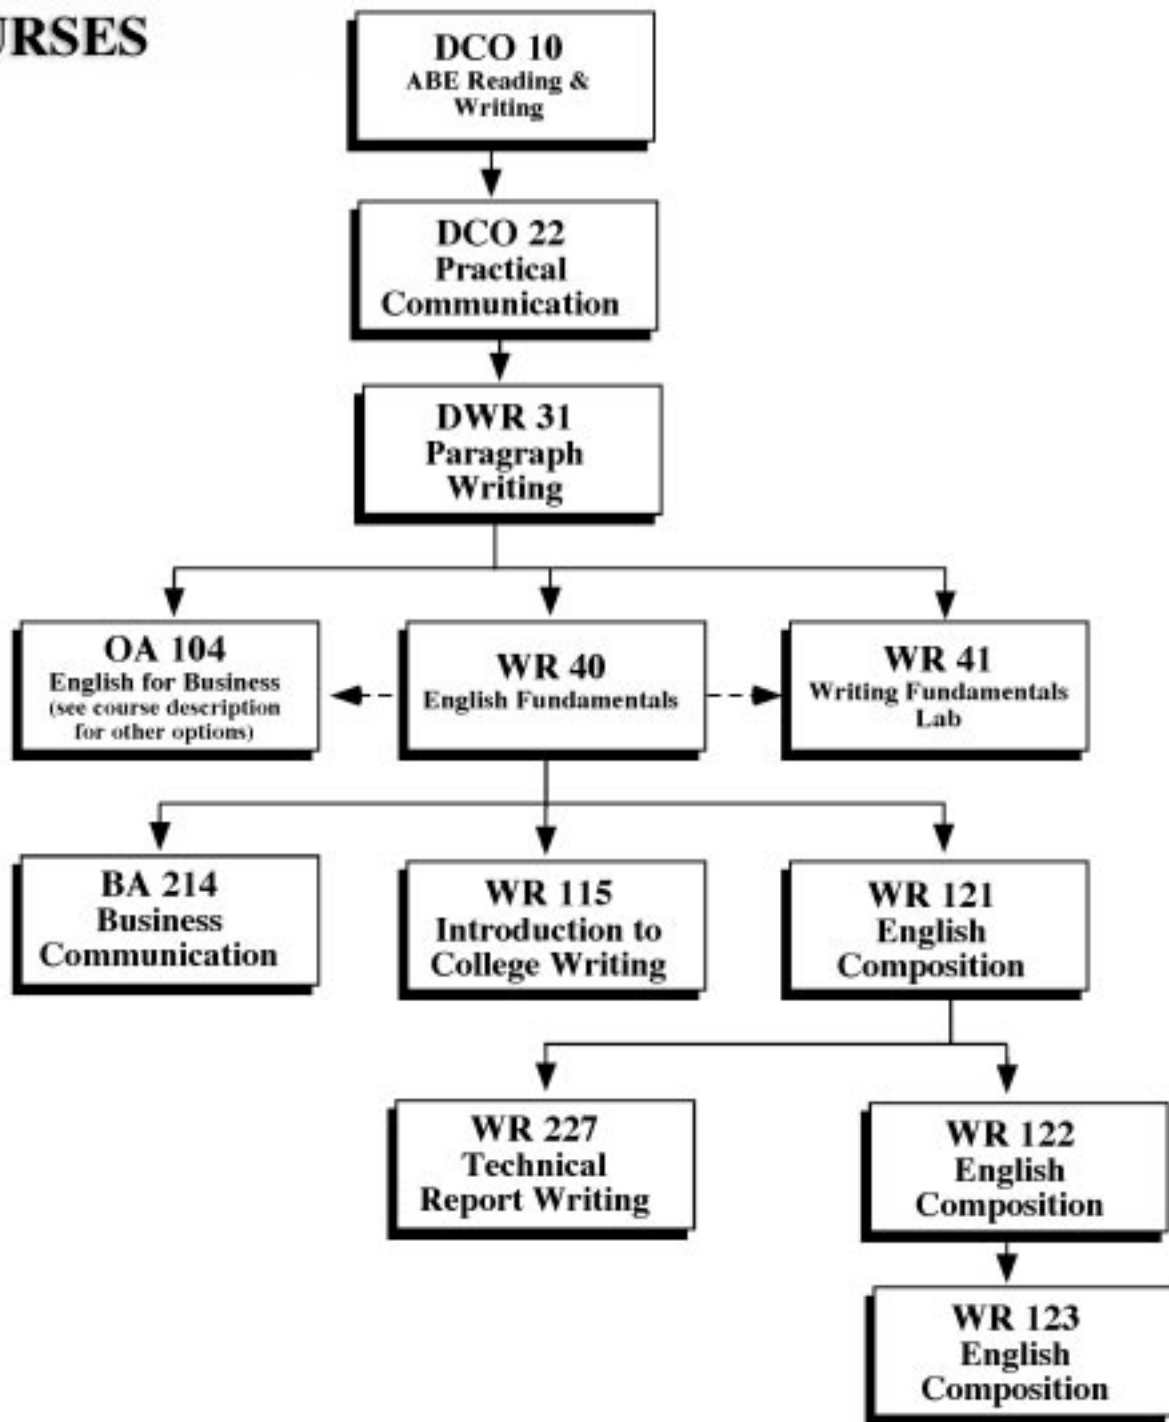 DCO 10
ABE Reading &
Writing
DCO 22
Practical
Communication
DWR 31
Paragraph
Writing
OA 104
English for Business
(see course description
for other options)
WR 40
English Fundamentals
WR 41
Writing Fundamentals
Lab
BA 214
Business
Communication
WR 115
Introduction to
College Writing
WR 121
English
Composition
WR 227
Technical
Report Writing
WR 122
English
Composition
WR 123
English
Composition